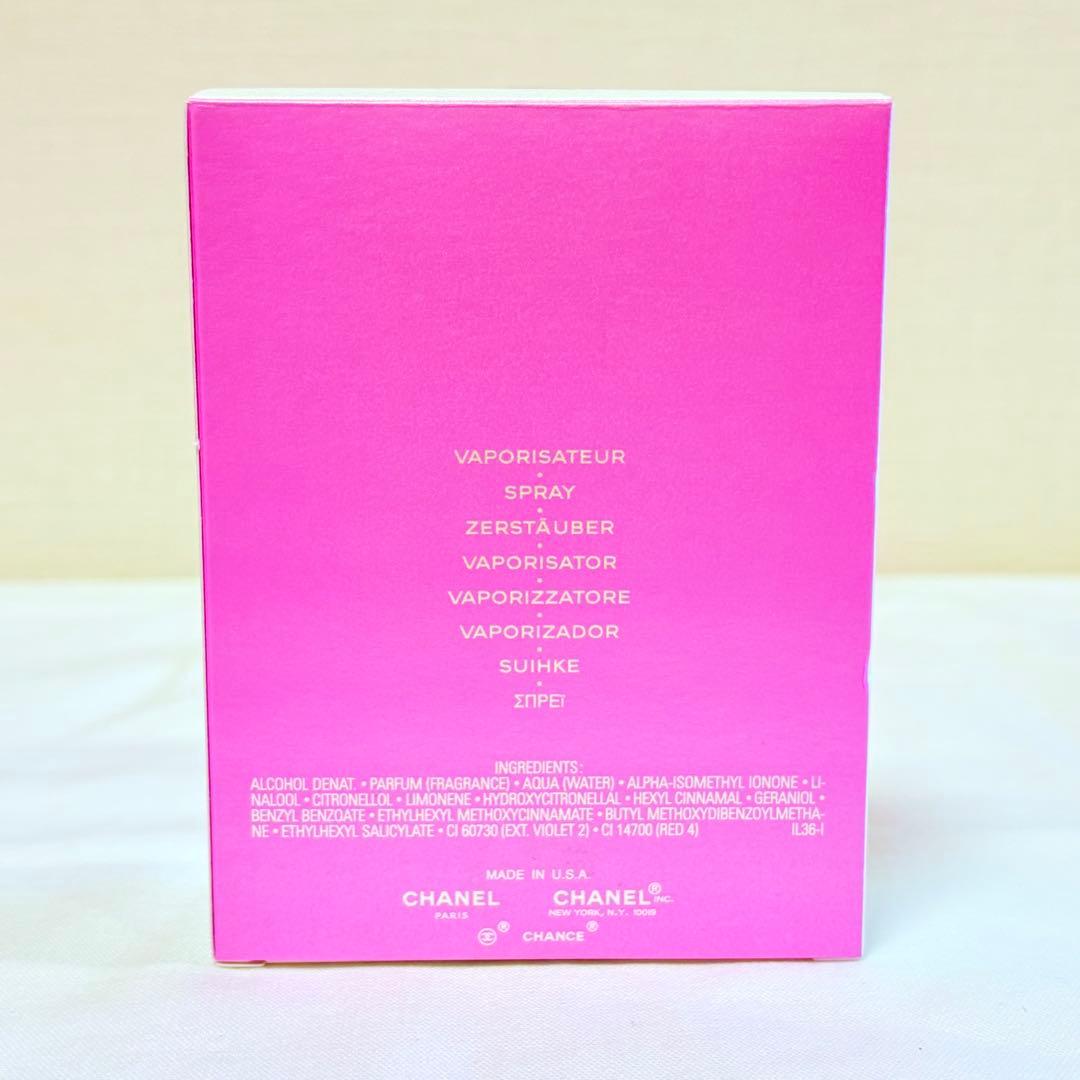 VAPORISATEUR
•
SPRAY
•
ZERSTÄUBER
•
VAPORISATOR
•
VAPORIZZATORE
•
VAPORIZADOR
•
SUIHKE
•
ΣΠΡΕΪ
INGREDIENTS:
ALCOHOL DENAT. • PARFUM (FRAGRANCE) • AQUA (WATER) • ALPHA-ISOMETHYL IONONE • LI-
NALOOL • CITRONELLOL • LIMONENE • HYDROXYCITRONELLAL • HEXYL CINNAMAL • GERANIOL •
BENZYL BENZOATE • ETHYLHEXYL METHOXYCINNAMATE • BUTYL METHOXYDIBENZOYLMETHA-
NE • ETHYLHEXYL SALICYLATE • CI 60730 (EXT. VIOLET 2) • CI 14700 (RED 4) IL36-I
MADE IN U.S.A.
CHANEL CHANEL® INC.
PARIS NEW YORK, N.Y. 10019
® CHANCE®